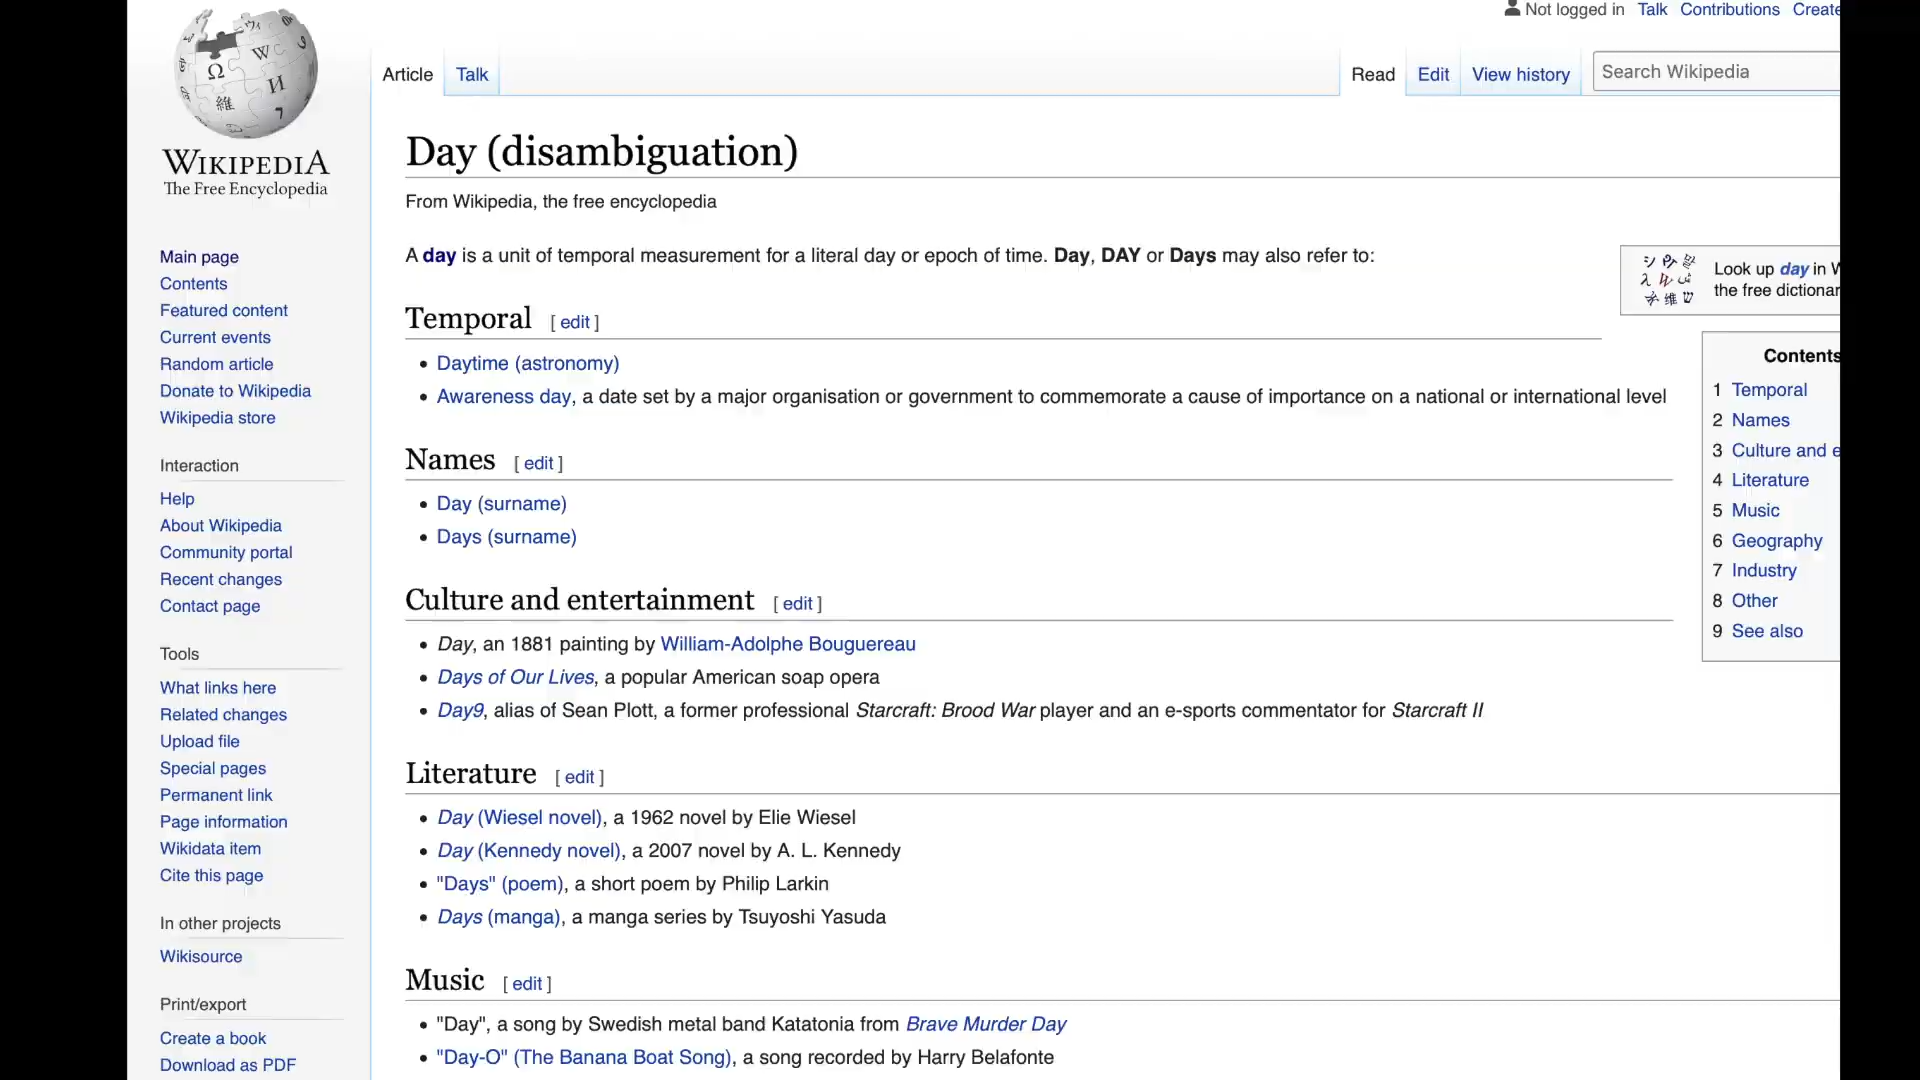 Not logged in Talk Contributions Create
Article Talk Read Edit View history Search Wikipedia
WIKIPEDIA
The Free Encyclopedia
Main page
Contents
Featured content
Current events
Random article
Donate to Wikipedia
Wikipedia store
Interaction
Help
About Wikipedia
Community portal
Recent changes
Contact page
Tools
What links here
Related changes
Upload file
Special pages
Permanent link
Page information
Wikidata item
Cite this page
In other projects
Wikisource
Print/export
Create a book
Download as PDF
Day (disambiguation)
From Wikipedia, the free encyclopedia
A day is a unit of temporal measurement for a literal day or epoch of time. Day, DAY or Days may also refer to:
Temporal [ edit ]
• Daytime (astronomy)
• Awareness day, a date set by a major organisation or government to commemorate a cause of importance on a national or international level
Names [ edit ]
• Day (surname)
• Days (surname)
Culture and entertainment [ edit ]
• Day, an 1881 painting by William-Adolphe Bouguereau
• Days of Our Lives, a popular American soap opera
• Day9, alias of Sean Plott, a former professional Starcraft: Brood War player and an e-sports commentator for Starcraft II
Literature [ edit ]
• Day (Wiesel novel), a 1962 novel by Elie Wiesel
• Day (Kennedy novel), a 2007 novel by A. L. Kennedy
• "Days" (poem), a short poem by Philip Larkin
• Days (manga), a manga series by Tsuyoshi Yasuda
Music [ edit ]
• "Day", a song by Swedish metal band Katatonia from Brave Murder Day
• "Day-O" (The Banana Boat Song), a song recorded by Harry Belafonte
Look up day in
the free dictionar
Contents
1 Temporal
2 Names
3 Culture and e
4 Literature
5 Music
6 Geography
7 Industry
8 Other
9 See also